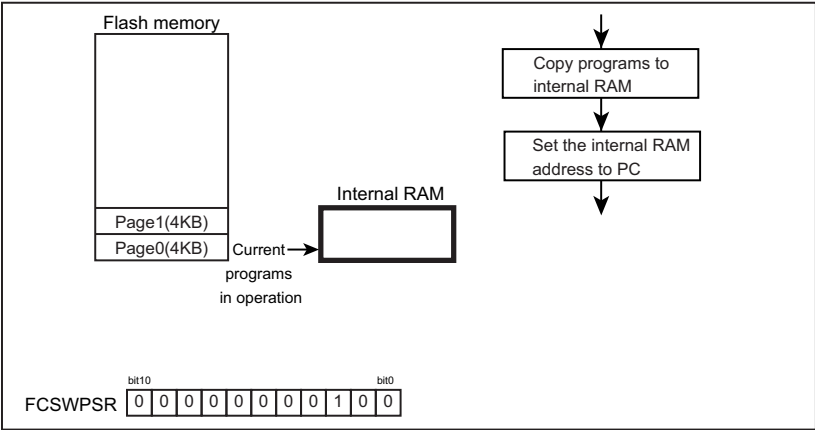 Flash memory
Page1(4KB)
Page0(4KB)
Current
programs
in operation
Internal RAM
Copy programs to
internal RAM
Set the internal RAM
address to PC
bit10
bit0
FCSWPSR 0 0 0 0 0 0 0 0 1 0 0